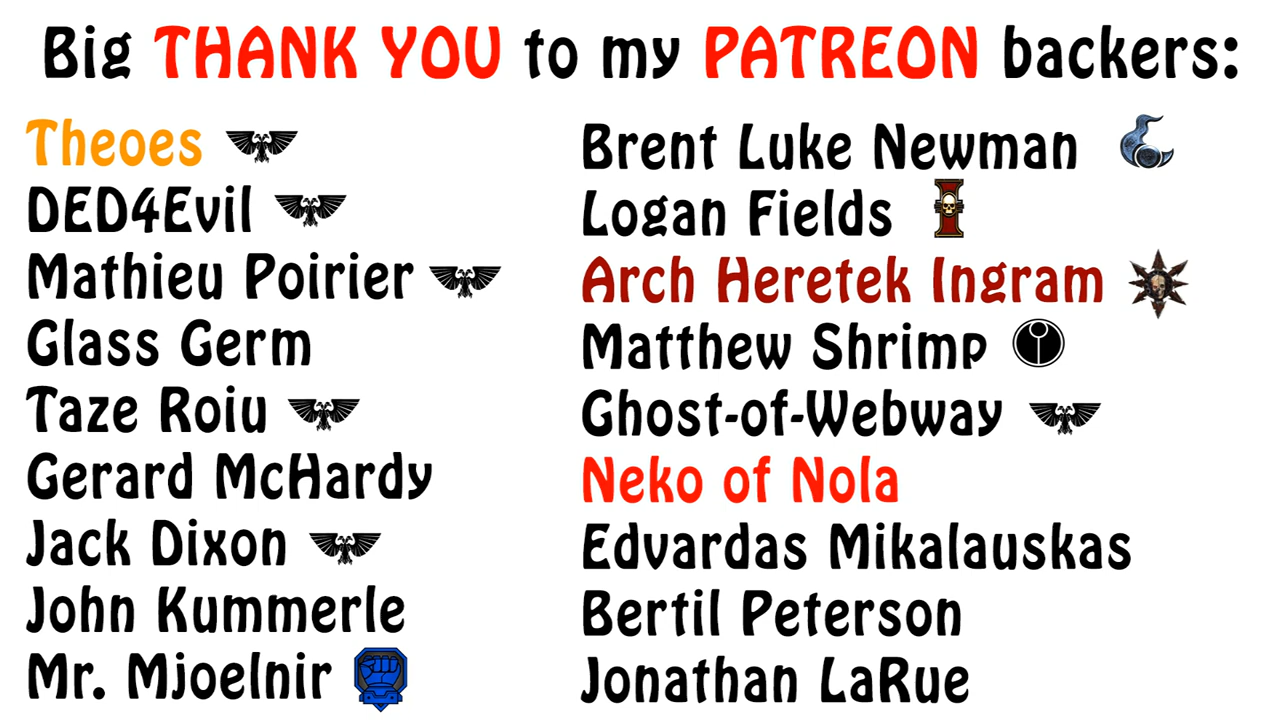 Big THANK YOU to my PATREON backers:
Theoes
DED4Evil
Mathieu Poirier
Glass Germ
Taze Roiu
Gerard McHardy
Jack Dixon
John Kummerle
Mr. Mjoelnir
Brent Luke Newman
Logan Fields
Arch Heretek Ingram
Matthew Shrimp
Ghost-of-Webway
Neko of Nola
Edvardas Mikalauskas
Bertil Peterson
Jonathan LaRue